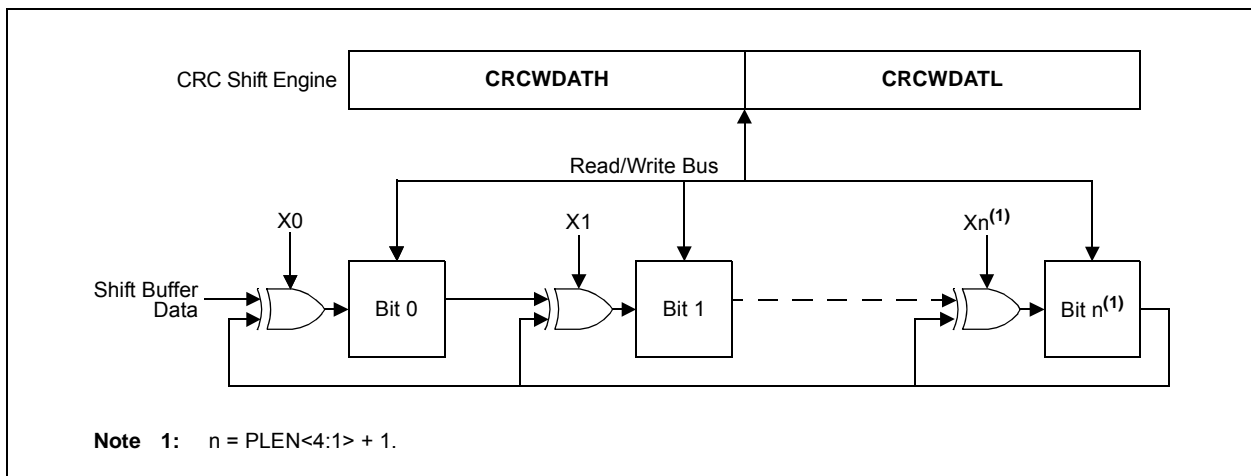 CRC Shift Engine CRCWDATH CRCWDATL
Read/Write Bus
X0 X1 Xn(1)
Shift Buffer
Data
Bit 0 Bit 1 Bit n(1)
Note 1: n = PLEN<4:1> + 1.